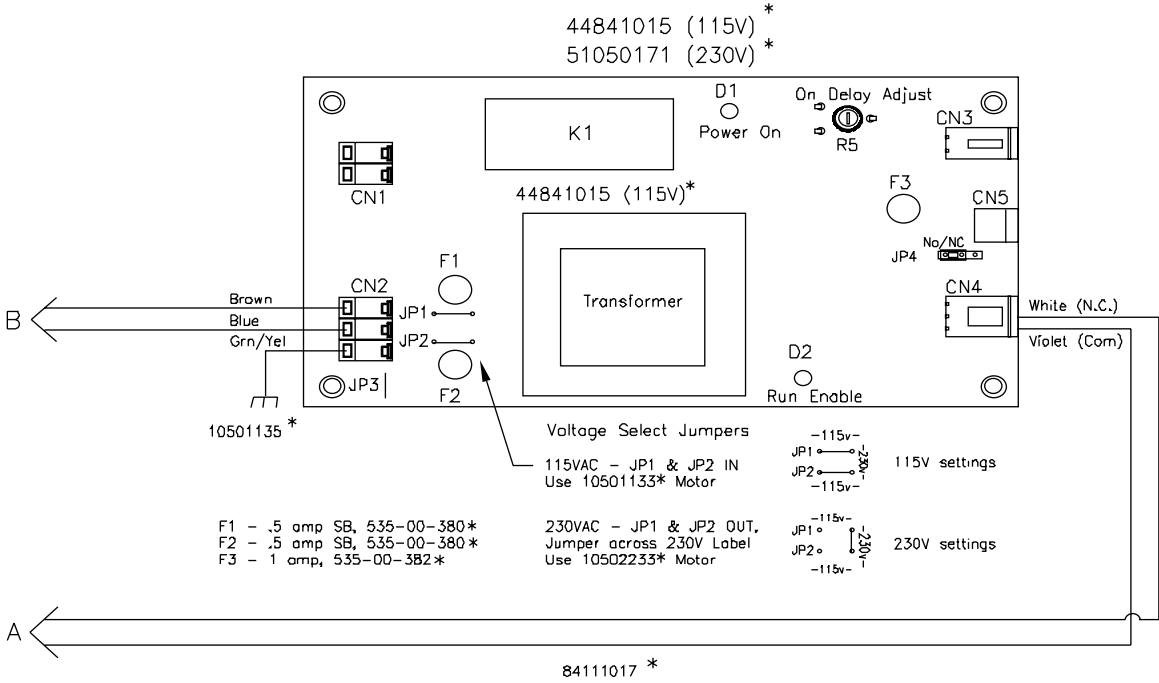 44841015 (115V) *
51050171 (230V) *
D1
Power On
On Delay Adjust
R5
CN3
K1
CN1
44841015 (115V)*
F3
CN5
No/NC
JP4
F1
CN2
CN4
Brown
Blue
Grn/Yel
B
JP1
JP2
Transformer
White (N.C.)
Violet (Com)
D2
Run Enable
JP3
F2
10501135 *
Voltage Select Jumpers
115VAC - JP1 & JP2 IN
Use 10501133* Motor
-115v-
JP1
JP2
-230v-
-115v-
115V settings
F1 - .5 amp SB, 535-00-380*
F2 - .5 amp SB, 535-00-380*
F3 - 1 amp, 535-00-382*
230VAC - JP1 & JP2 OUT,
Jumper across 230V Label
Use 10502233* Motor
-115v-
JP1
JP2
-230v-
-115v-
230V settings
A
84111017 *